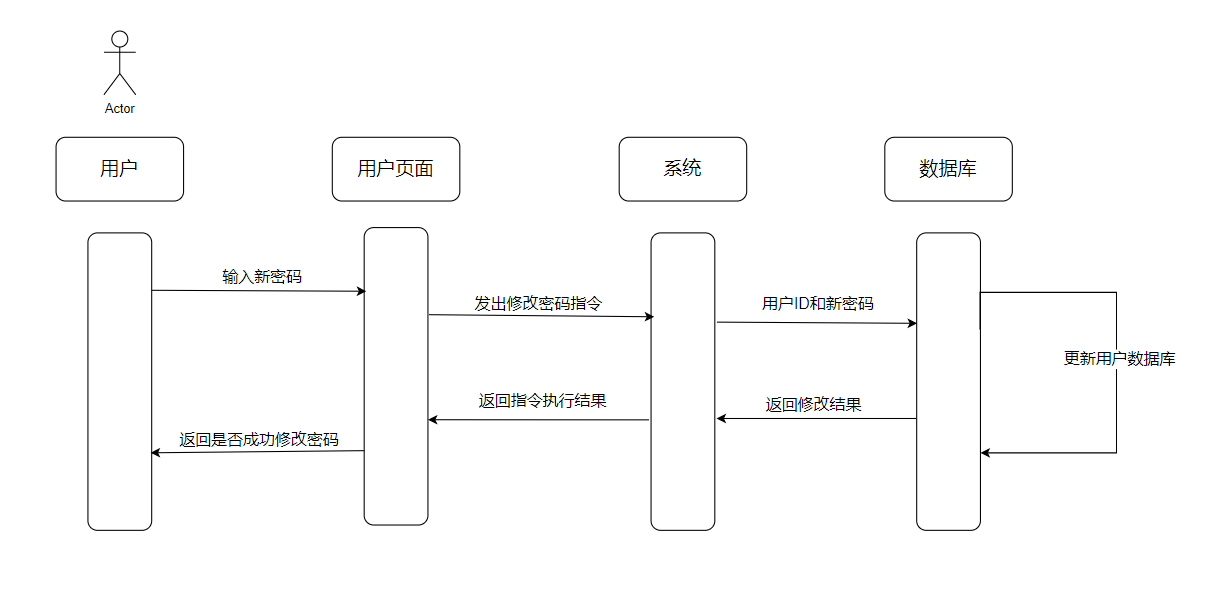 Actor
用户
用户页面
系统
数据库
输入新密码
发出修改密码指令
用户ID和新密码
更新用户数据库
返回修改结果
返回指令执行结果
返回是否成功修改密码